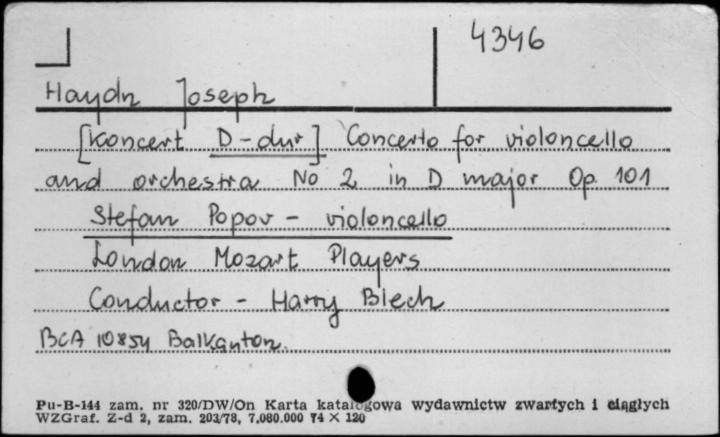 4346
Haydn Joseph
[Koncert D-dur] Concerto for violoncello
and orchestra No 2 in D major Op. 101
Stefan Popov - violoncello
London Mozart Players
Conductor - Harry Blech
BCA 10854 Balkanton.
Pu-B-144 zam. nr 320/DW/On Karta katalogowa wydawnictw zwartych i ciągłych
WZGraf. Z-d 2, zam. 203/78, 7.080.000 74 × 120